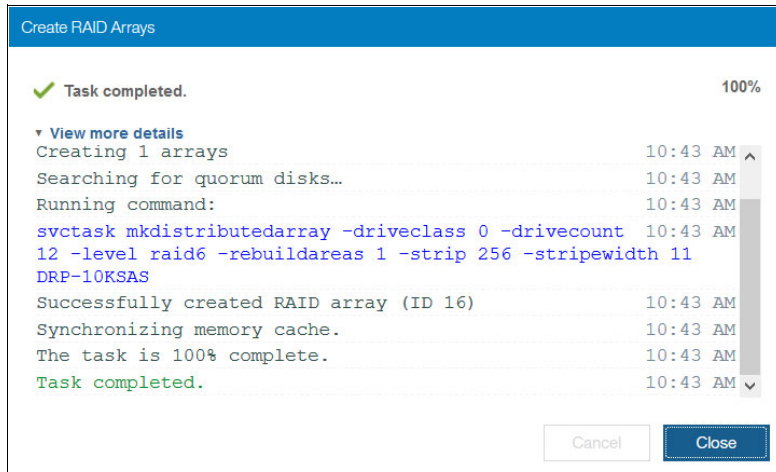 Create RAID Arrays
Task completed. 100%
View more details
Creating 1 arrays 10:43 AM
Searching for quorum disks... 10:43 AM
Running command: 10:43 AM
svctask mkdistributedarray -driveclass 0 -drivecount 10:43 AM
12 -level raid6 -rebuildareas 1 -strip 256 -stripewidth 11
DRP-10KSAS
Successfully created RAID array (ID 16) 10:43 AM
Synchronizing memory cache. 10:43 AM
The task is 100% complete. 10:43 AM
Task completed. 10:43 AM
Cancel Close